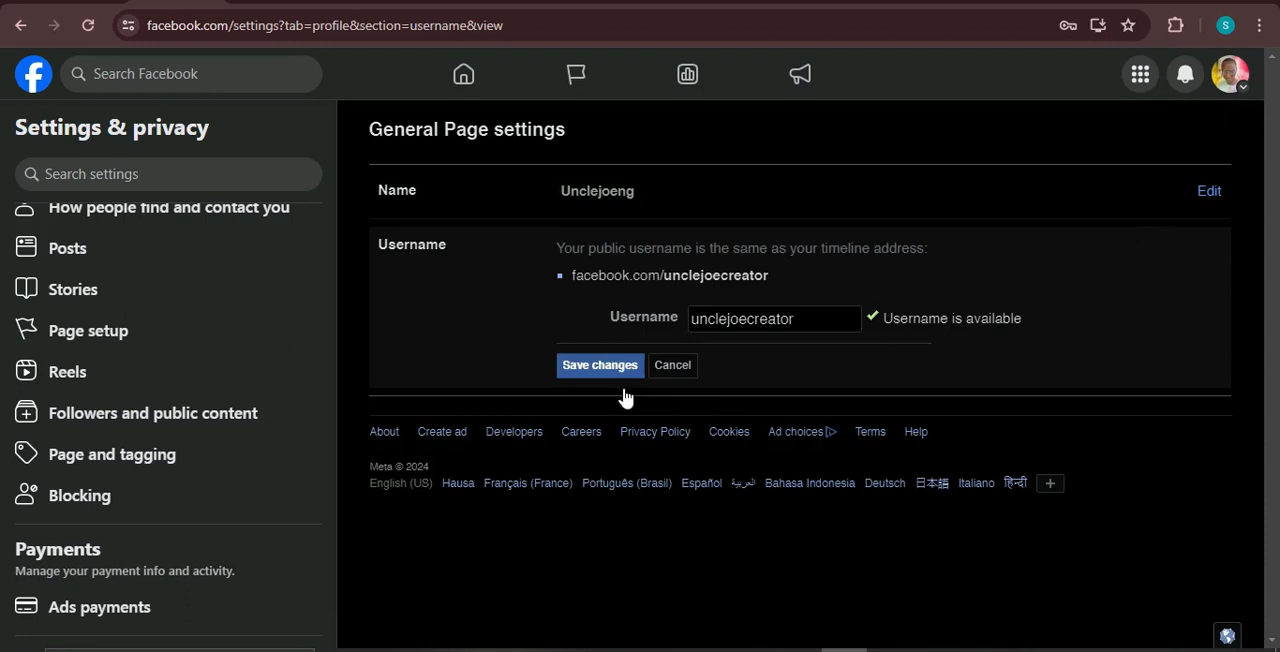 facebook.com/settings?tab=profile&section=username&view
S
Search Facebook
Settings & privacy
Search settings
How people find and contact you
Posts
Stories
Page setup
Reels
Followers and public content
Page and tagging
Blocking
Payments
Manage your payment info and activity.
Ads payments
General Page settings
Name Unclejoeng Edit
Username Your public username is the same as your timeline address:
facebook.com/unclejoecreator
Username unclejoecreator Username is available
Save changes Cancel
About Create ad Developers Careers Privacy Policy Cookies Ad choices Terms Help
Meta © 2024
English (US) Hausa Français (France) Português (Brasil) Español العربية Bahasa Indonesia Deutsch 日本語 Italiano हिन्दी +